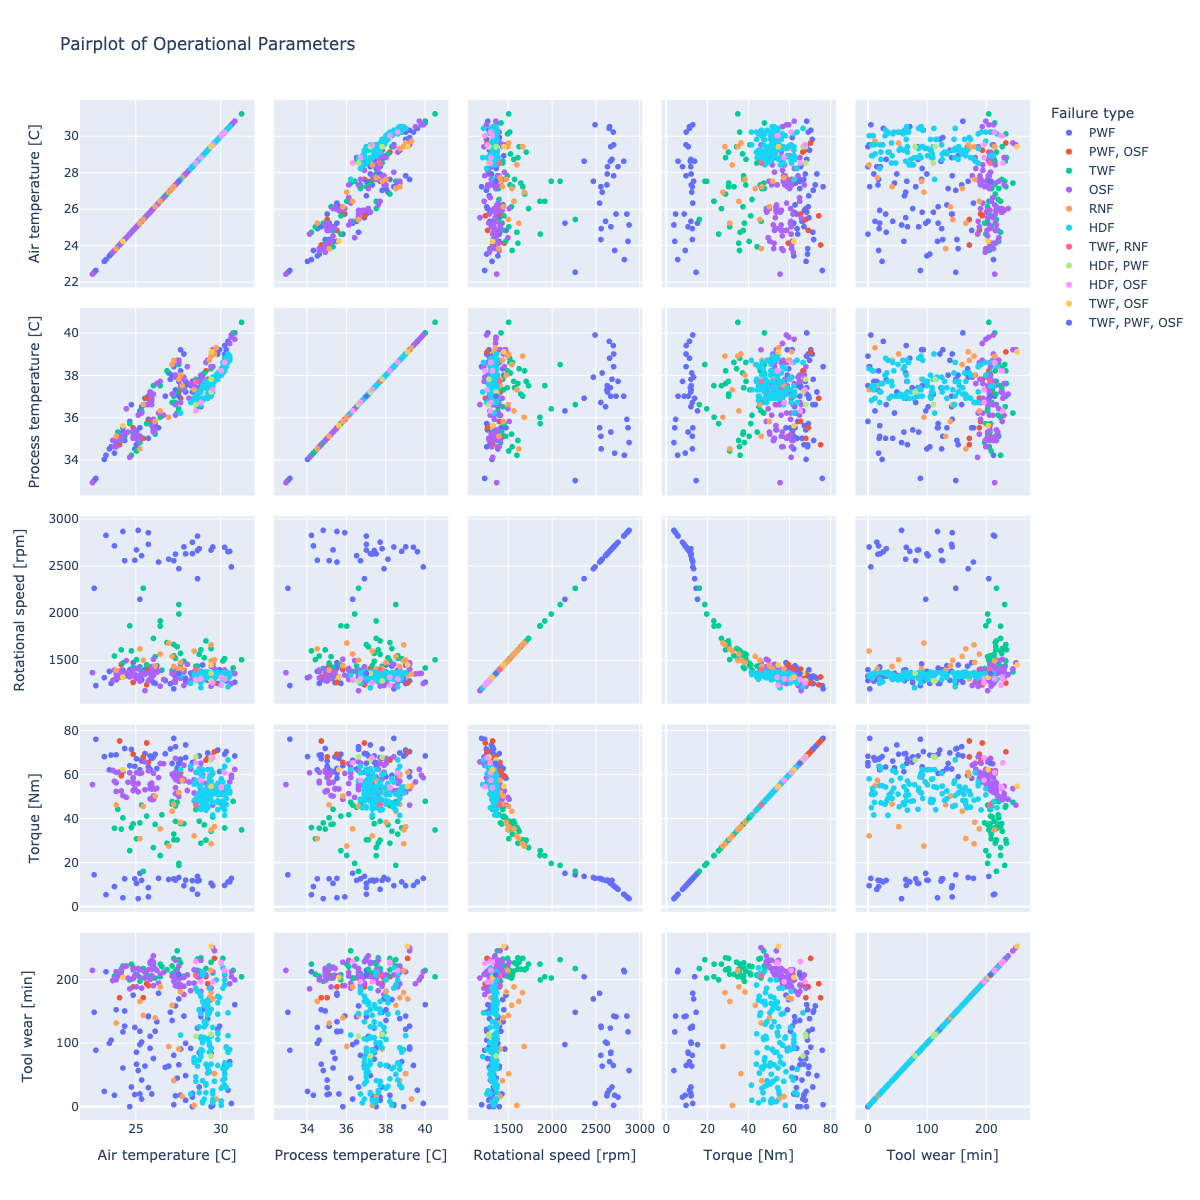 Pairplot of Operational Parameters
Failure type
PWF
PWF, OSF
TWF
OSF
RNF
HDF
TWF, RNF
HDF, PWF
HDF, OSF
TWF, OSF
TWF, PWF, OSF
Air temperature [C]
30
28
26
24
22
Process temperature [C]
40
38
36
34
Rotational speed [rpm]
3000
2500
2000
1500
Torque [Nm]
80
60
40
20
0
Tool wear [min]
200
100
0
25 30
34 36 38 40
1500 2000 2500 3000
0 20 40 60 80
0 100 200
Air temperature [C]
Process temperature [C]
Rotational speed [rpm]
Torque [Nm]
Tool wear [min]